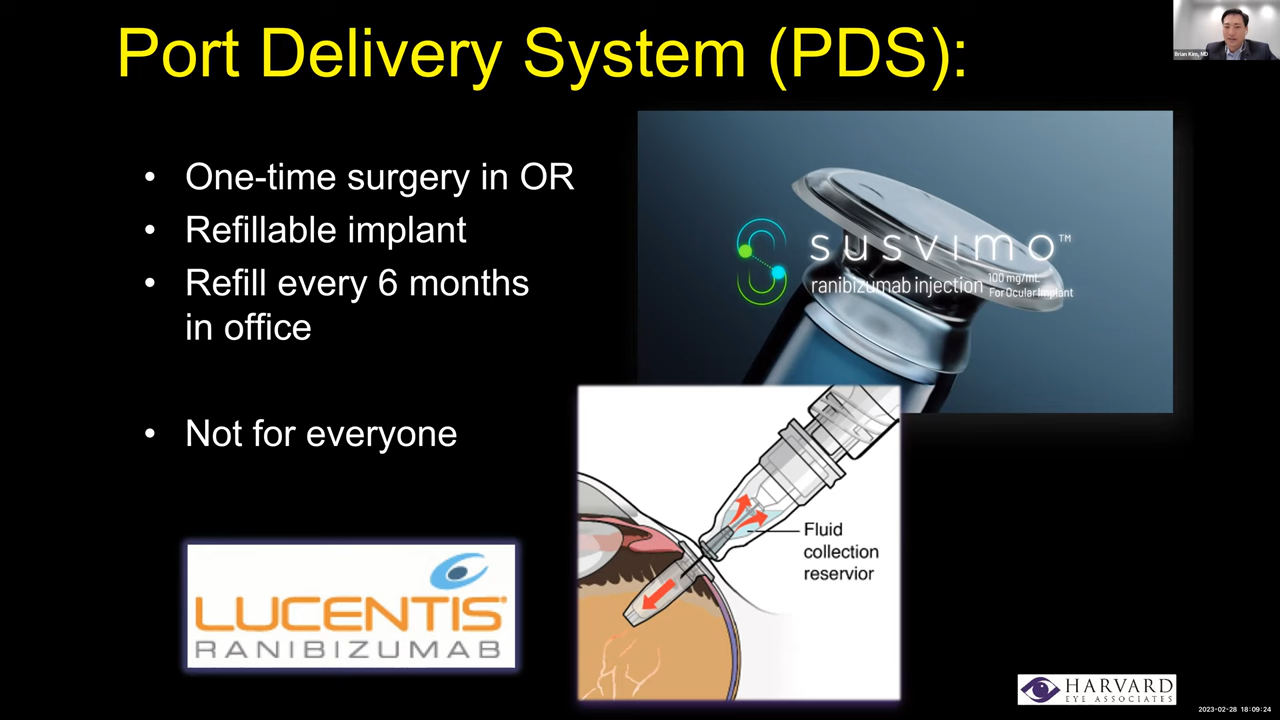 Port Delivery System (PDS):
Brian Kim, MD
• One-time surgery in OR
• Refillable implant
• Refill every 6 months
in office
• Not for everyone
susvimo™
ranibizumab injection 100 mg/mL
For Ocular Implant
Fluid
collection
reservior
LUCENTIS®
RANIBIZUMAB
HARVARD
EYE ASSOCIATES
2023-02-28 18:09:24